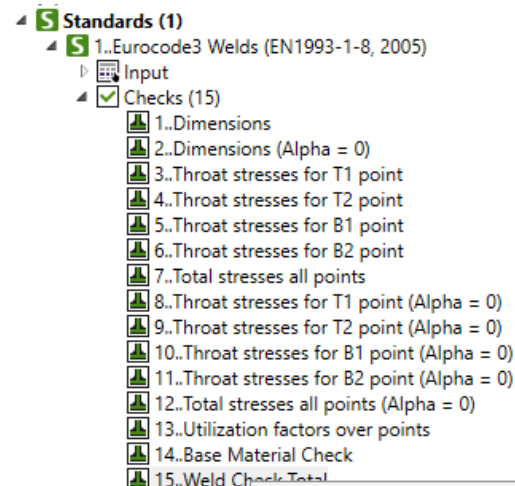 Standards (1)
1..Eurocode3 Welds (EN1993-1-8, 2005)
Input
Checks (15)
1..Dimensions
2..Dimensions (Alpha = 0)
3..Throat stresses for T1 point
4..Throat stresses for T2 point
5..Throat stresses for B1 point
6..Throat stresses for B2 point
7..Total stresses all points
8..Throat stresses for T1 point (Alpha = 0)
9..Throat stresses for T2 point (Alpha = 0)
10..Throat stresses for B1 point (Alpha = 0)
11..Throat stresses for B2 point (Alpha = 0)
12..Total stresses all points (Alpha = 0)
13..Utilization factors over points
14..Base Material Check
15..Weld Check Total